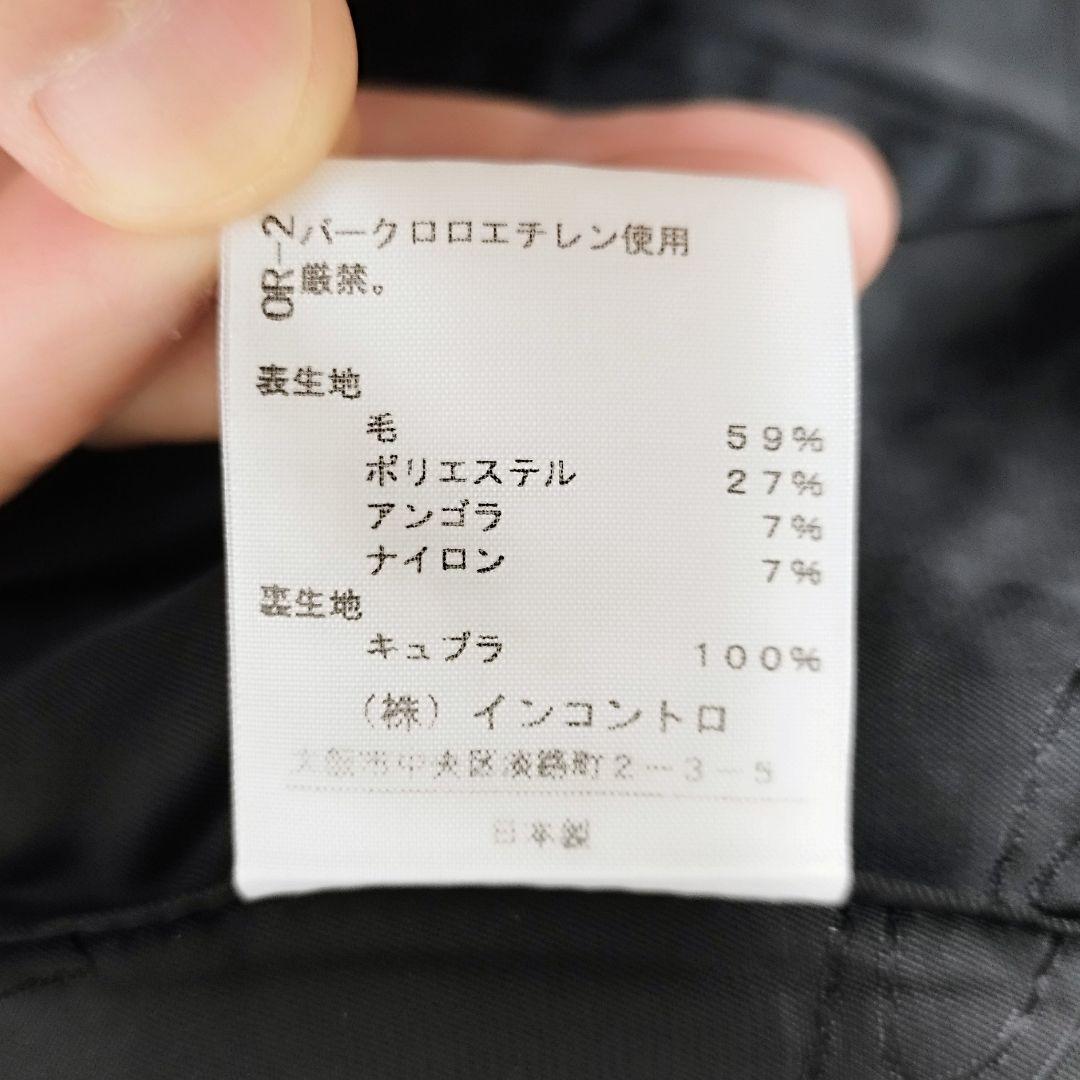 OR-2
パークロロエチレン使用
厳禁。
表生地
毛 59%
ポリエステル 27%
アンゴラ 7%
ナイロン 7%
裏生地
キュプラ 100%
(株) インコントロ
大阪市中央区淡路町2-3-5
日本製